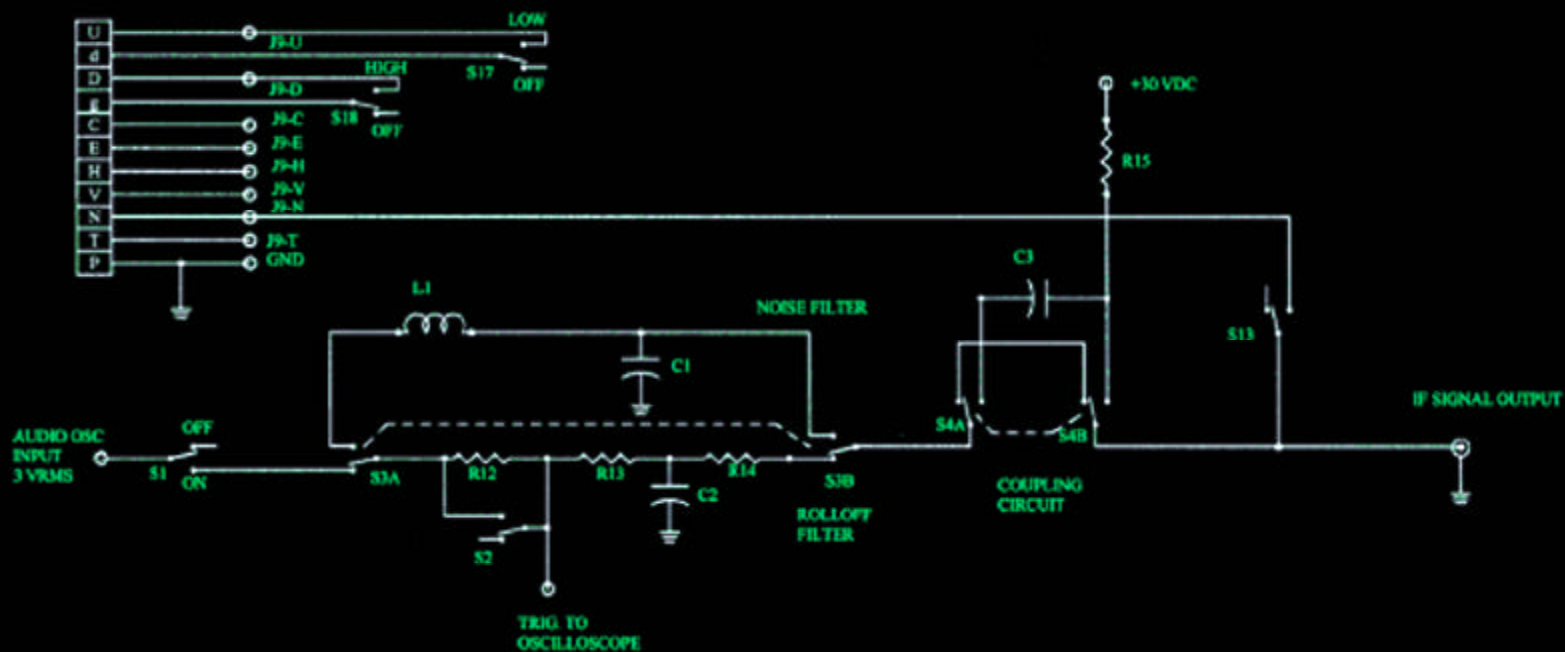 U
J9-U
LOW
d
S17
OFF
D
J9-D
HIGH
g
S18
OFF
C
J9-C
E
J9-E
H
J9-H
V
J9-V
N
J9-N
T
J9-T
P
GND
+30 VDC
R15
C3
S13
L1
NOISE FILTER
C1
S4A
S4B
COUPLING
CIRCUIT
IF SIGNAL OUTPUT
AUDIO OSC
INPUT
3 VRMS
S1
OFF
ON
S3A
R12
R13
R14
C2
S3B
ROLLOFF
FILTER
S2
TRIG. TO
OSCILLOSCOPE